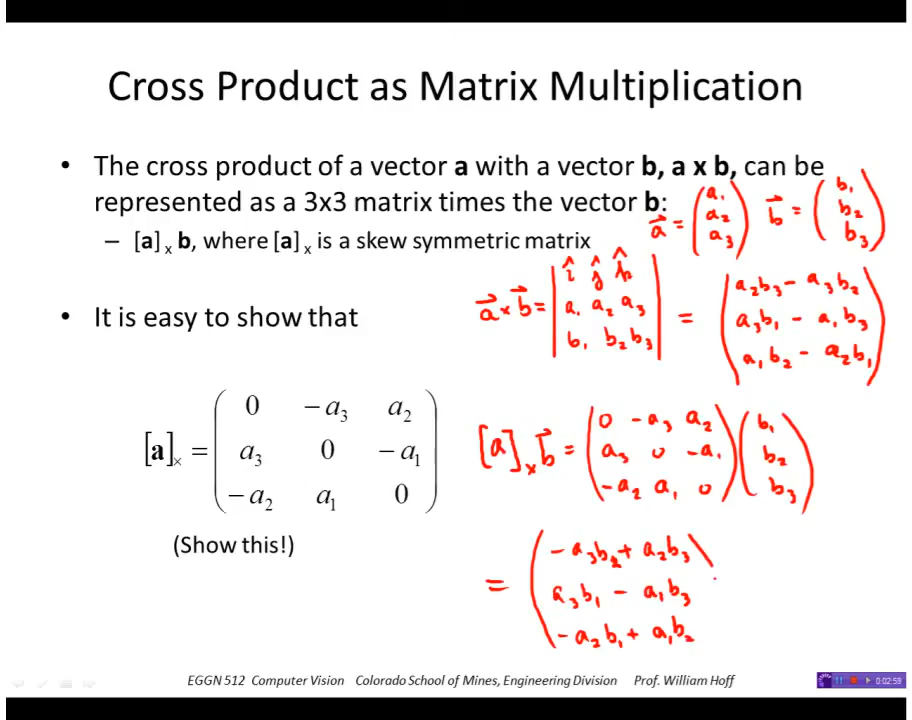 Cross Product as Matrix Multiplication
• The cross product of a vector a with a vector b, a x b, can be
represented as a 3x3 matrix times the vector b:
– [a]ₓ b, where [a]ₓ is a skew symmetric matrix
a⃗ = (a₁ a₂ a₃) b⃗ = (b₁ b₂ b₃)
• It is easy to show that
a⃗ × b⃗ = | î ĵ k̂
a₁ a₂ a₃
b₁ b₂ b₃ |
= ( a₂b₃ – a₃b₂
a₃b₁ – a₁b₃
a₁b₂ – a₂b₁ )
[a]ₓ = ( 0 – a₃ a₂
a₃ 0 – a₁
– a₂ a₁ 0 )
(Show this!)
[a]ₓ b⃗ = ( 0 -a₃ a₂
a₃ 0 -a₁
-a₂ a₁ 0 ) ( b₁
b₂
b₃ )
= ( -a₃b₂ + a₂b₃
a₃b₁ – a₁b₃
-a₂b₁ + a₁b₂
EGGN 512 Computer Vision Colorado School of Mines, Engineering Division Prof. William Hoff
0:02:59